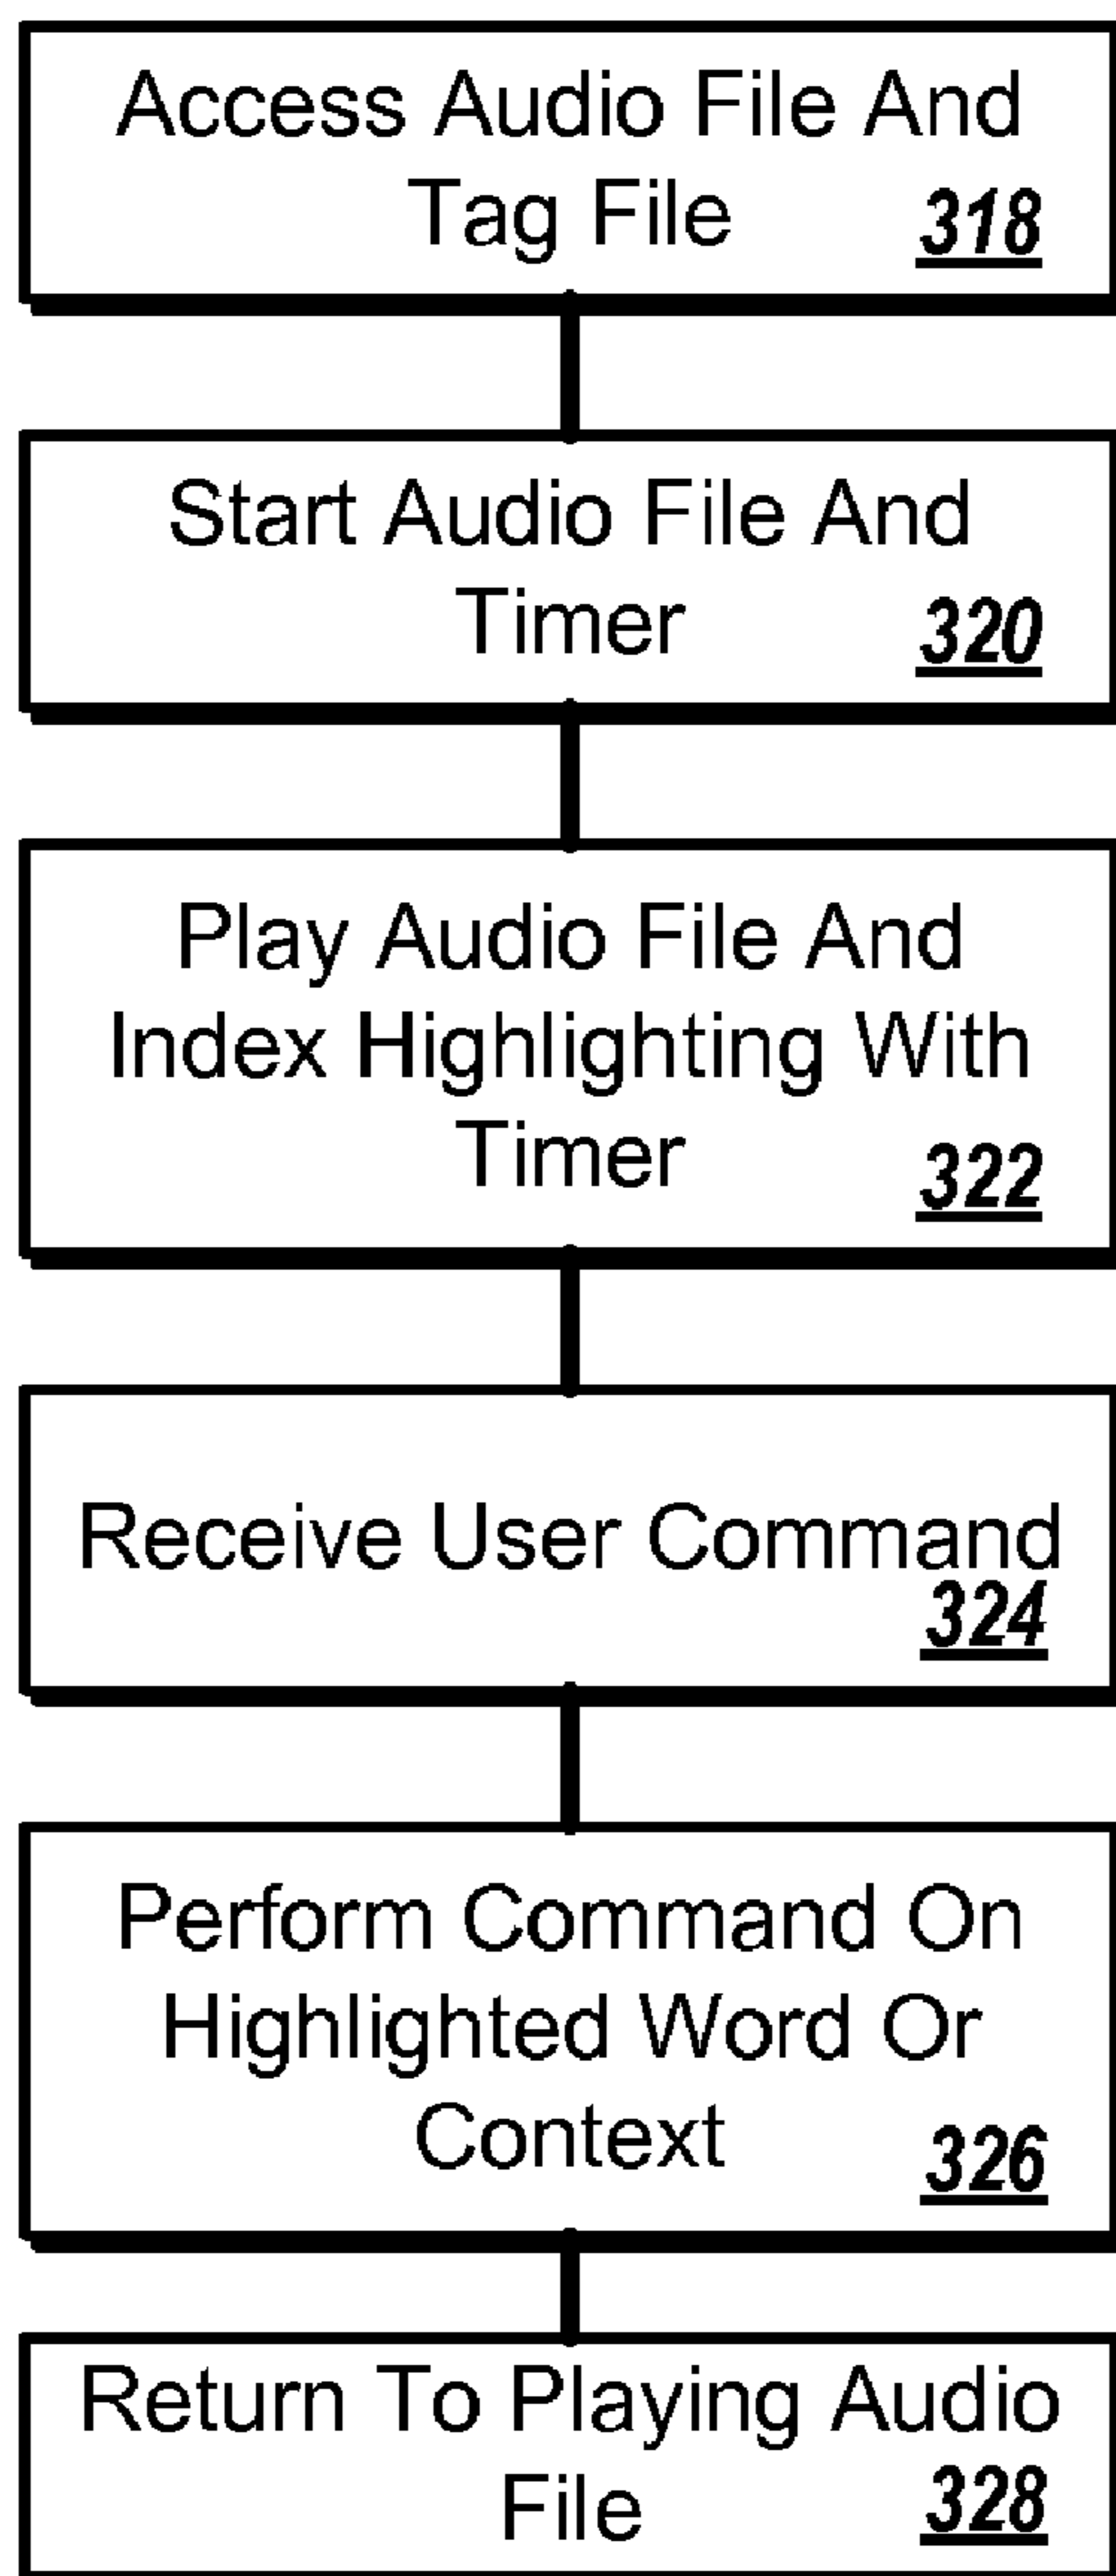 Access Audio File And
Tag File 318
Start Audio File And
Timer 320
Play Audio File And
Index Highlighting With
Timer 322
Receive User Command
324
Perform Command On
Highlighted Word Or
Context 326
Return To Playing Audio
File 328